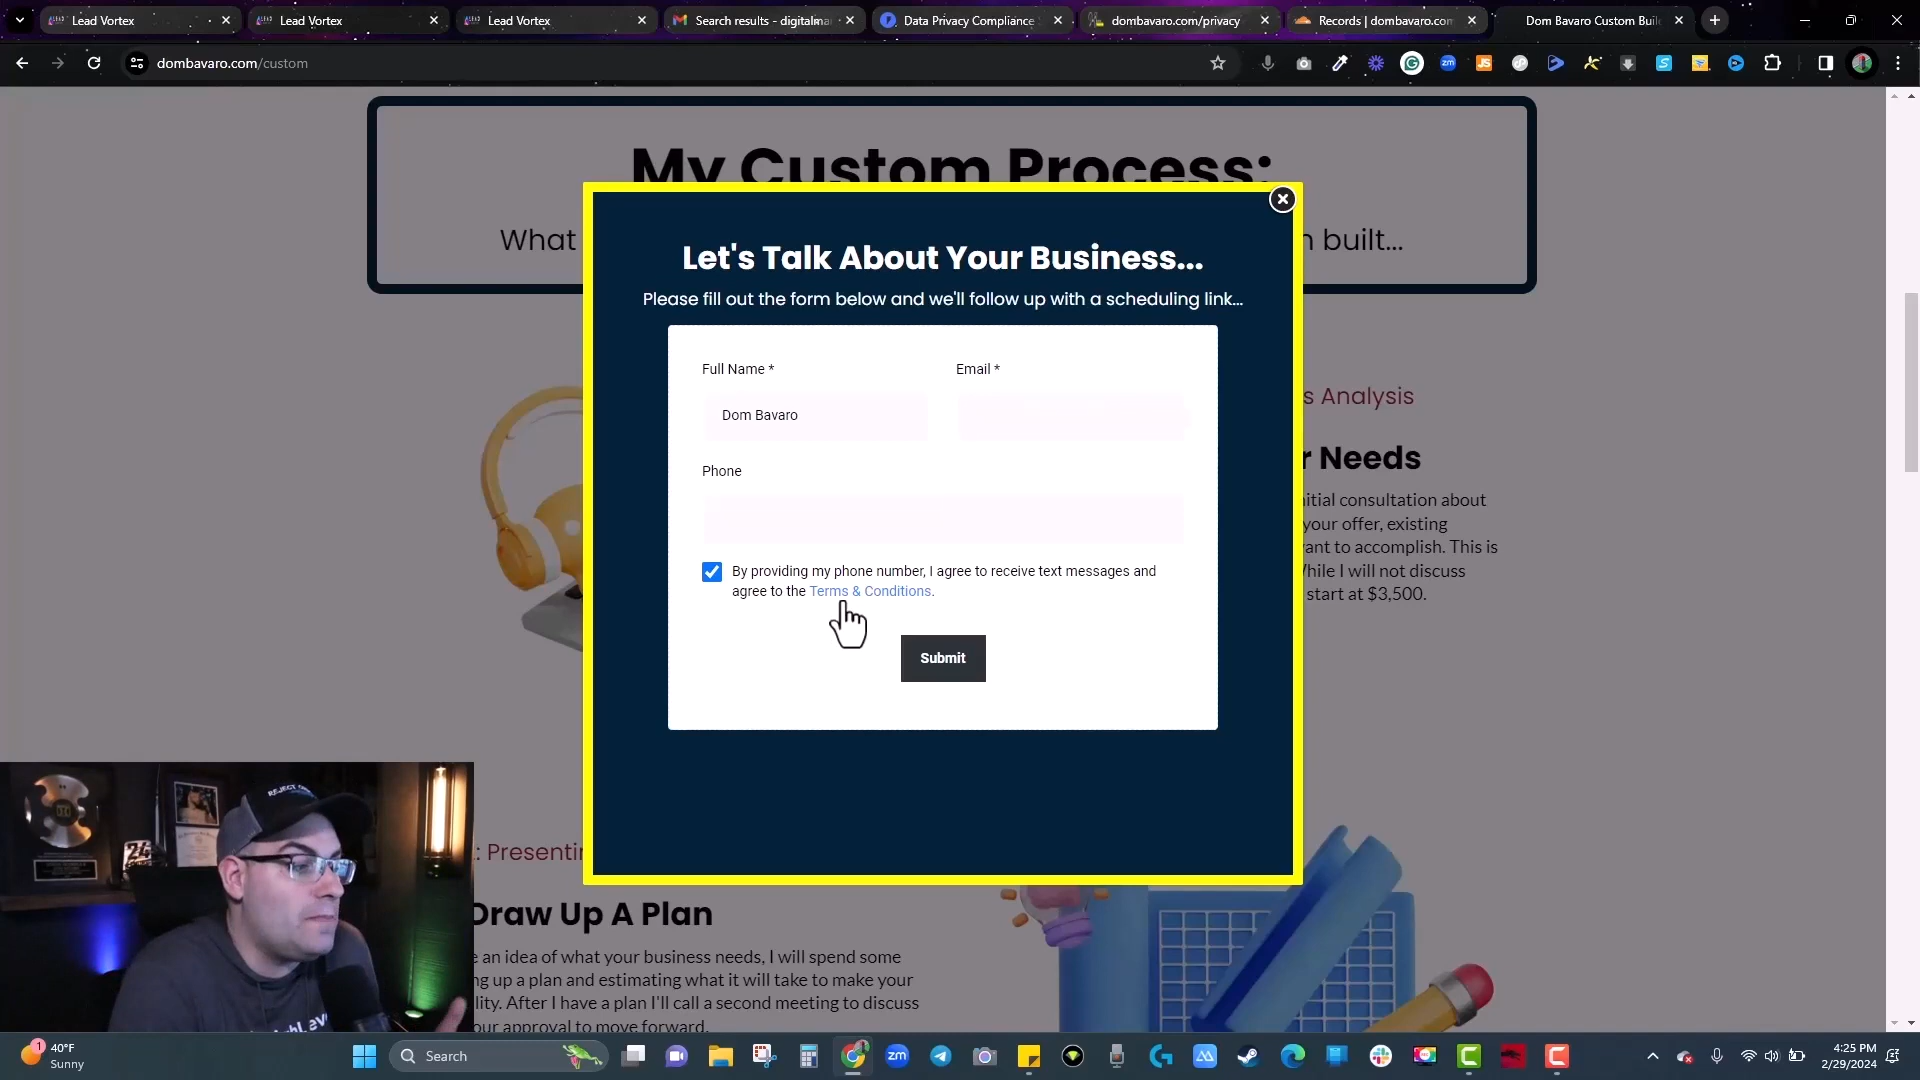 Lead Vortex
Lead Vortex
Lead Vortex
Search results - digitalmar
Data Privacy Compliance
dombavaro.com/privacy
Records | dombavaro.com
Dom Bavaro Custom Buil
dombavaro.com/custom
My Custom Process:
What
n built...
Let's Talk About Your Business...
Please fill out the form below and we'll follow up with a scheduling link...
Full Name *
Email *
Dom Bavaro
Phone
By providing my phone number, I agree to receive text messages and
agree to the Terms & Conditions.
Submit
s Analysis
r Needs
nitial consultation about
your offer, existing
want to accomplish. This is
While I will not discuss
start at $3,500.
: Presentin
Draw Up A Plan
e an idea of what your business needs, I will spend some
ng up a plan and estimating what it will take to make your
lity. After I have a plan I'll call a second meeting to discuss
our approval to move forward.
1
40°F
Sunny
Search
4:25 PM
2/29/2024